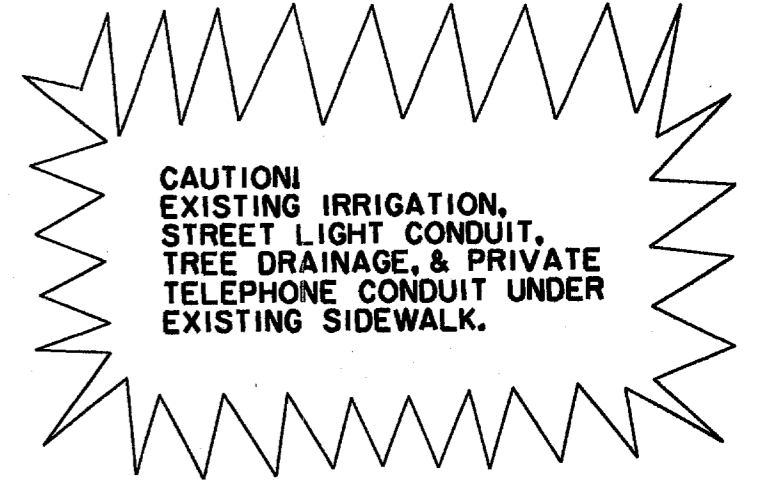 CAUTION!
EXISTING IRRIGATION,
STREET LIGHT CONDUIT,
TREE DRAINAGE, & PRIVATE
TELEPHONE CONDUIT UNDER
EXISTING SIDEWALK.